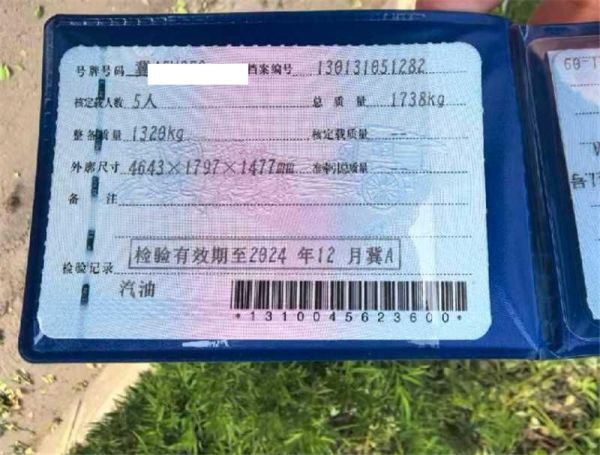 号牌号码 冀 档案编号 130131051282
核定载人数 5人 总质量 1738kg
整备质量 1320kg 核定载质量 --
外廓尺寸 4643×1797×1477mm 准牵引总质量 --
备注
检验有效期至2024 年12 月冀A
检验记录
汽油
*1310045623600*